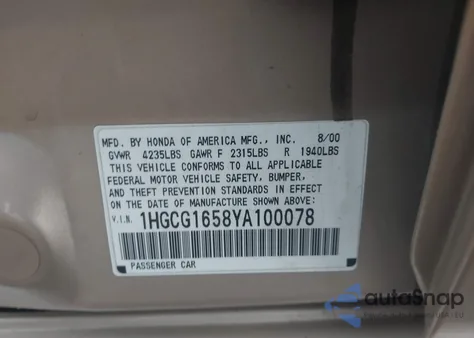 MFD. BY HONDA OF AMERICA MFG., INC. 8/00
GVWR 4235LBS GAWR F 2315LBS R 1940LBS
THIS VEHICLE CONFORMS TO ALL APPLICABLE
FEDERAL MOTOR VEHICLE SAFETY, BUMPER,
AND THEFT PREVENTION STANDARDS IN EFFECT
ON THE DATE OF MANUFACTURE SHOWN ABOVE.
V.I.N. 1HGCG1658YA100078
PASSENGER CAR
autoSnap